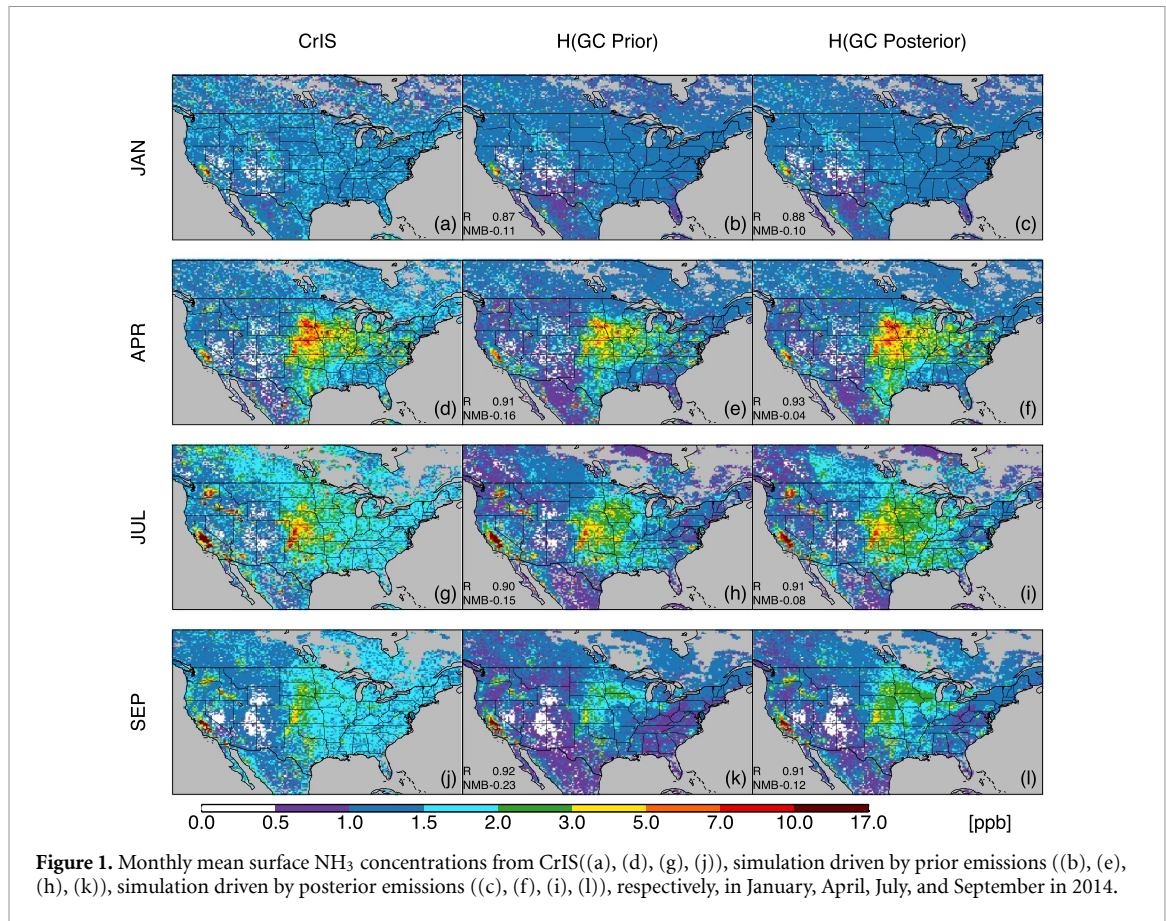 CrIS H(GC Prior) H(GC Posterior)
JAN
(a)
R 0.87
NMB-0.11
(b)
R 0.88
NMB-0.10
(c)
APR
(d)
R 0.91
NMB-0.16
(e)
R 0.93
NMB-0.04
(f)
JUL
(g)
R 0.90
NMB-0.15
(h)
R 0.91
NMB-0.08
(i)
SEP
(j)
R 0.92
NMB-0.23
(k)
R 0.91
NMB-0.12
(l)
0.0 0.5 1.0 1.5 2.0 3.0 5.0 7.0 10.0 17.0 [ppb]
Figure 1. Monthly mean surface NH₃ concentrations from CrIS((a), (d), (g), (j)), simulation driven by prior emissions ((b), (e),
(h), (k)), simulation driven by posterior emissions ((c), (f), (i), (l)), respectively, in January, April, July, and September in 2014.